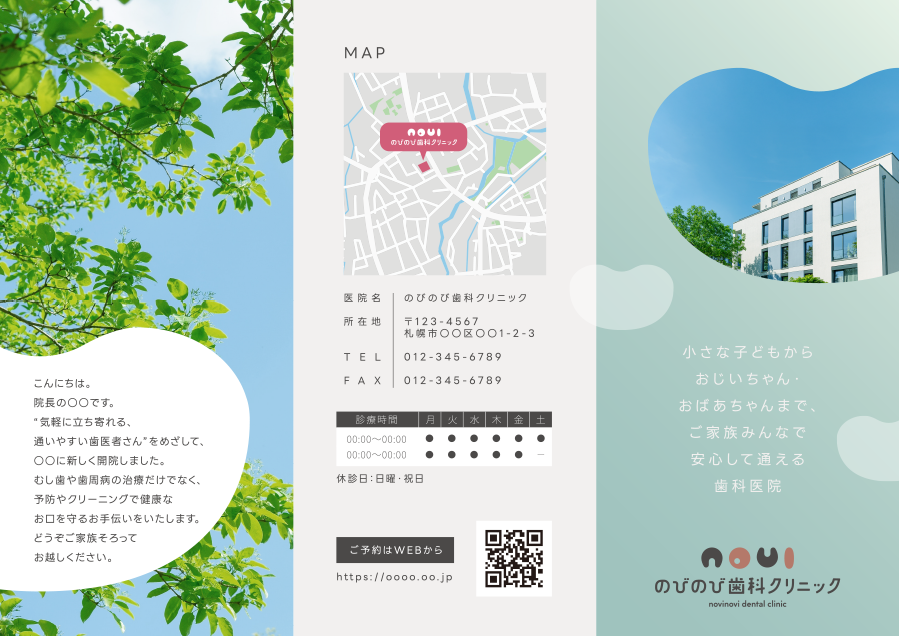 こんにちは。
院長の〇〇です。
“気軽に立ち寄れる、
通いやすい歯医者さん”をめざして、
〇〇に新しく開院しました。
むし歯や歯周病の治療だけでなく、
予防やクリーニングで健康な
お口を守るお手伝いをいたします。
どうぞご家族そろって
お越しください。
MAP
NOVI
のびのび歯科クリニック
医院名 のびのび歯科クリニック
所在地 〒123-4567
札幌市〇〇区〇〇1-2-3
TEL 012-345-6789
FAX 012-345-6789
診療時間 月 火 水 木 金 土
00:00〜00:00 ● ● ● ● ● ●
00:00〜00:00 ● ● ● ● ● －
休診日：日曜・祝日
ご予約はWEBから
https://oooo.oo.jp
小さな子どもから
おじいちゃん・
おばあちゃんまで、
ご家族みんなで
安心して通える
歯科医院
NOVI
のびのび歯科クリニック
novinovi dental clinic